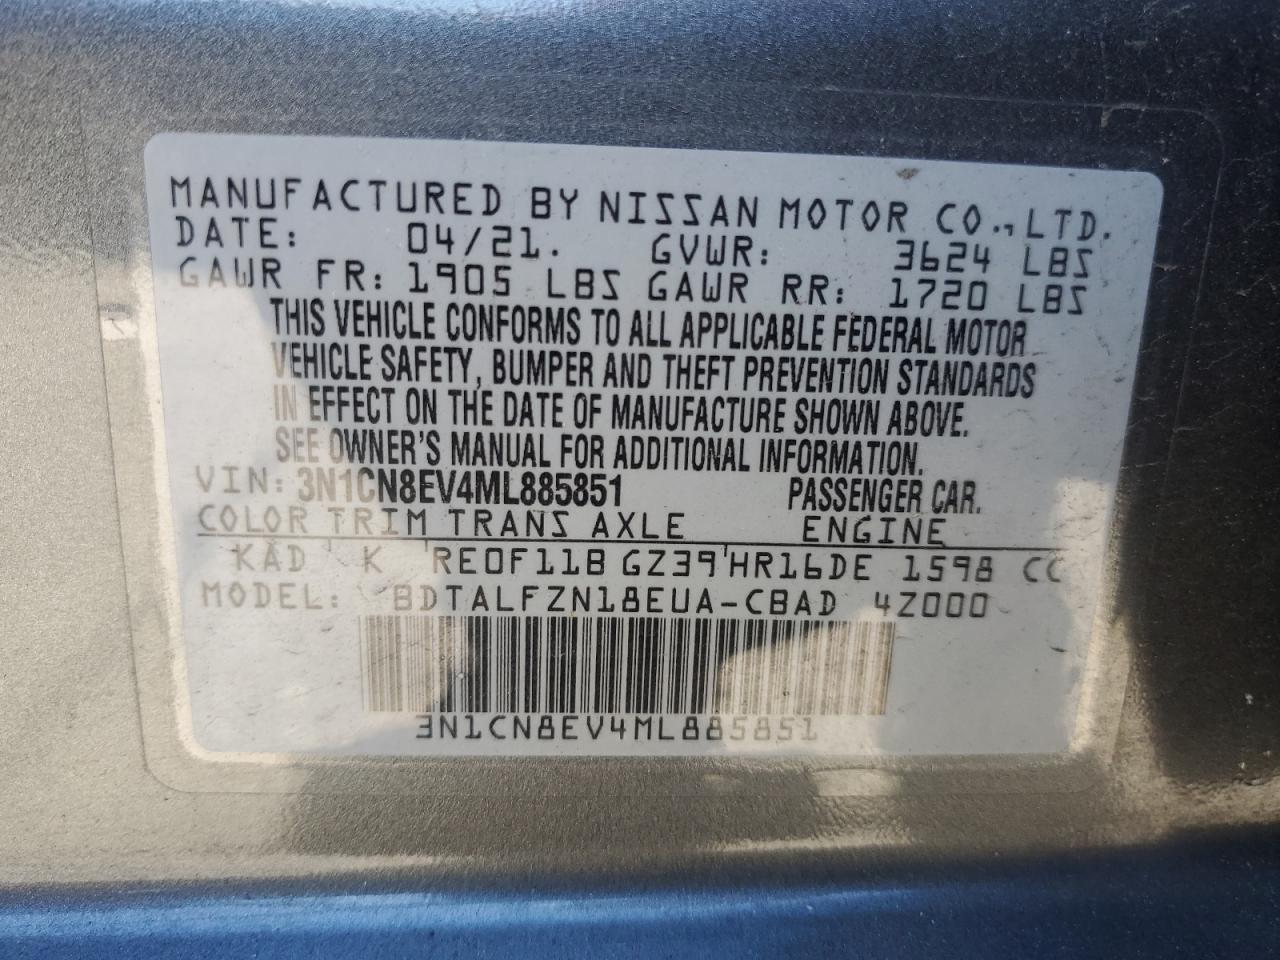 MANUFACTURED BY NISSAN MOTOR CO., LTD.
DATE: 04/21. GVWR: 3624 LBS
GAWR FR: 1905 LBS GAWR RR: 1720 LBS
THIS VEHICLE CONFORMS TO ALL APPLICABLE FEDERAL MOTOR
VEHICLE SAFETY, BUMPER AND THEFT PREVENTION STANDARDS
IN EFFECT ON THE DATE OF MANUFACTURE SHOWN ABOVE.
SEE OWNER'S MANUAL FOR ADDITIONAL INFORMATION.
VIN: 3N1CN8EV4ML885851 PASSENGER CAR.
COLOR TRIM TRANS AXLE ENGINE
KAD K RE0F11B GZ39 HR16DE 1598 CC
MODEL: BDTALFZN18EUA-CBAD 4Z000
3N1CN8EV4ML885851